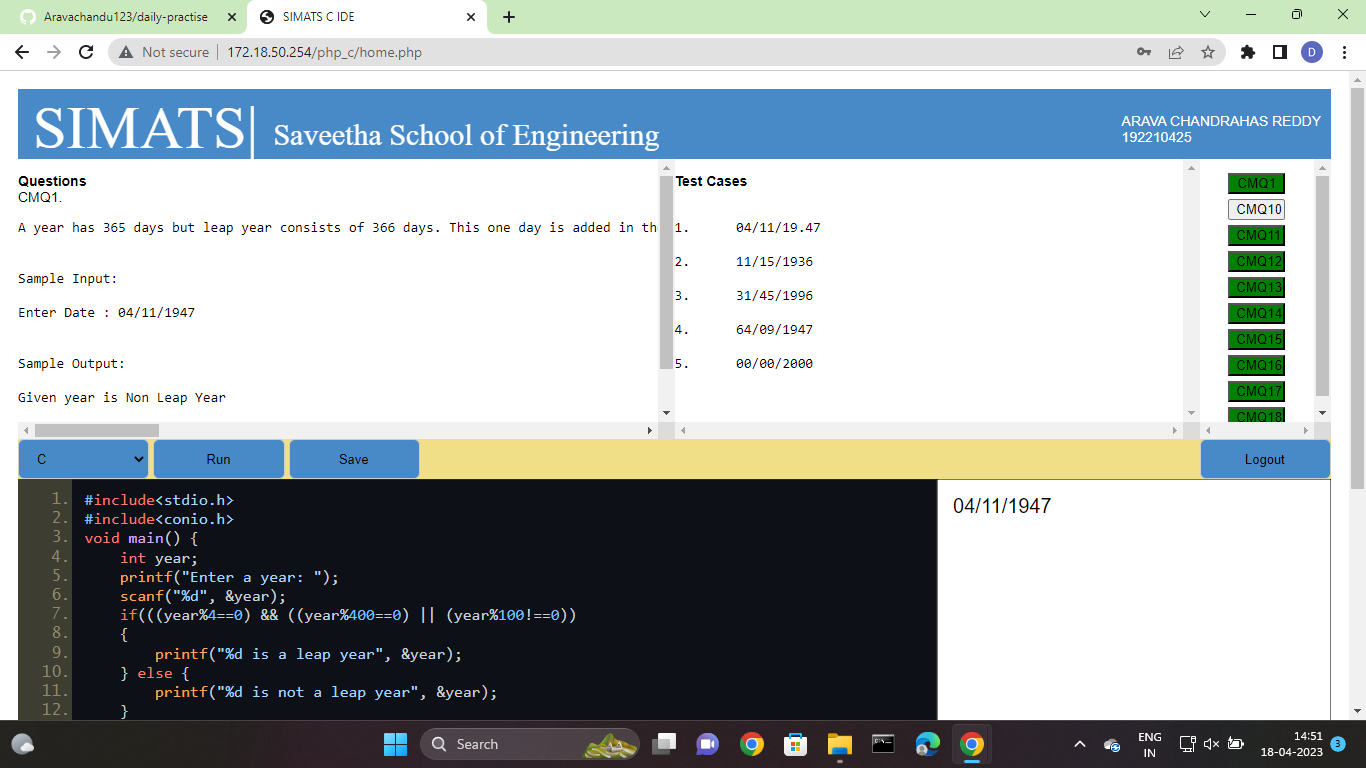 Aravachandu123/daily-practise
SIMATS C IDE
Not secure
172.18.50.254/php_c/home.php
D
SIMATS| Saveetha School of Engineering
ARAVA CHANDRAHAS REDDY
192210425
Questions
CMQ1.
A year has 365 days but leap year consists of 366 days. This one day is added in the
Sample Input:
Enter Date : 04/11/1947
Sample Output:
Given year is Non Leap Year
Test Cases
1. 04/11/19.47
2. 11/15/1936
3. 31/45/1996
4. 64/09/1947
5. 00/00/2000
CMQ1
CMQ10
CMQ11
CMQ12
CMQ13
CMQ14
CMQ15
CMQ16
CMQ17
CMQ18
C
Run
Save
Logout
1. #include<stdio.h>
2. #include<conio.h>
3. void main() {
4. int year;
5. printf("Enter a year: ");
6. scanf("%d", &year);
7. if(((year%4==0) && ((year%400==0) || (year%100!==0))
8. {
9. printf("%d is a leap year", &year);
10. } else {
11. printf("%d is not a leap year", &year);
12. }
04/11/1947
Search
ENG
IN
14:51
18-04-2023
3